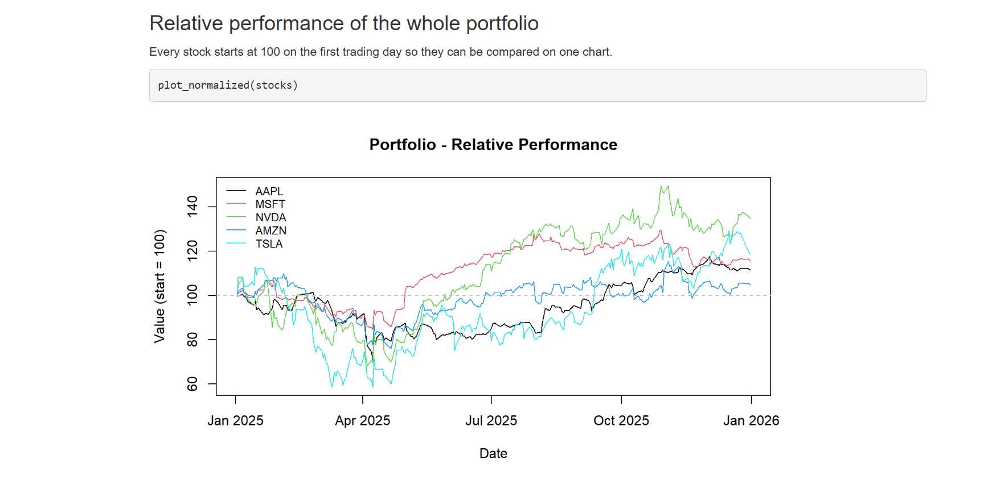 Relative performance of the whole portfolio
Every stock starts at 100 on the first trading day so they can be compared on one chart.
plot_normalized(stocks)
Portfolio - Relative Performance
AAPL
MSFT
NVDA
AMZN
TSLA
Value (start = 100)
140
120
100
80
60
Jan 2025
Apr 2025
Jul 2025
Oct 2025
Jan 2026
Date